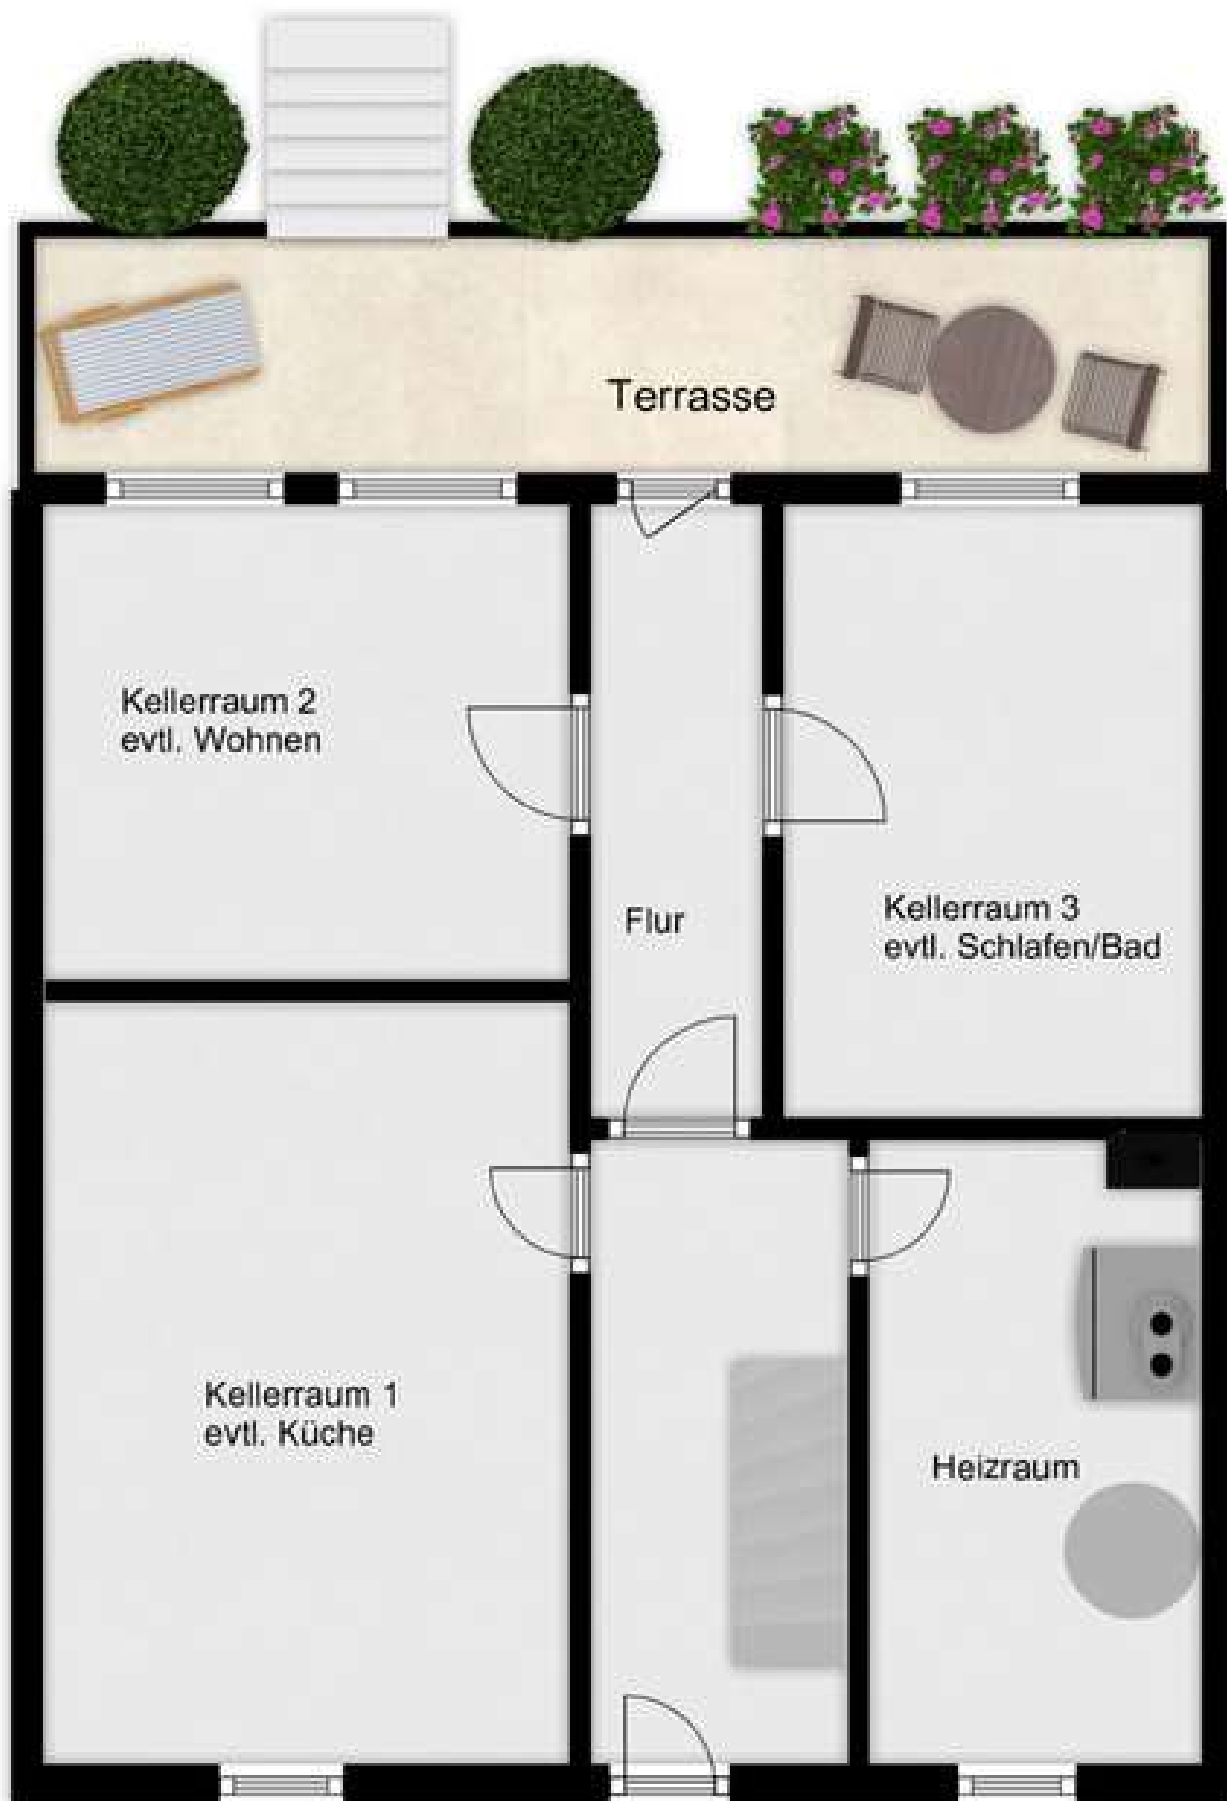 Terrasse
Kellerraum 2
evtl. Wohnen
Flur
Kellerraum 3
evtl. Schlafen/Bad
Kellerraum 1
evtl. Küche
Heizraum